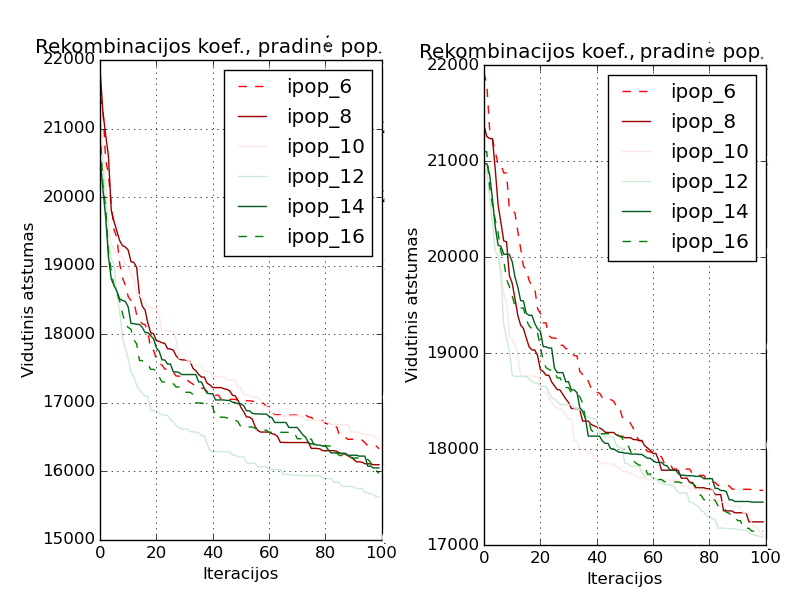 Rekombinacijos koef., pradinė pop.
22000
21000
20000
19000
18000
17000
16000
15000
0 20 40 60 80 100
Vidutinis atstumas
Iteracijos
ipop_6
ipop_8
ipop_10
ipop_12
ipop_14
ipop_16
Rekombinacijos koef., pradinė pop.
22000
21000
20000
19000
18000
17000
0 20 40 60 80 100
Vidutinis atstumas
Iteracijos
ipop_6
ipop_8
ipop_10
ipop_12
ipop_14
ipop_16